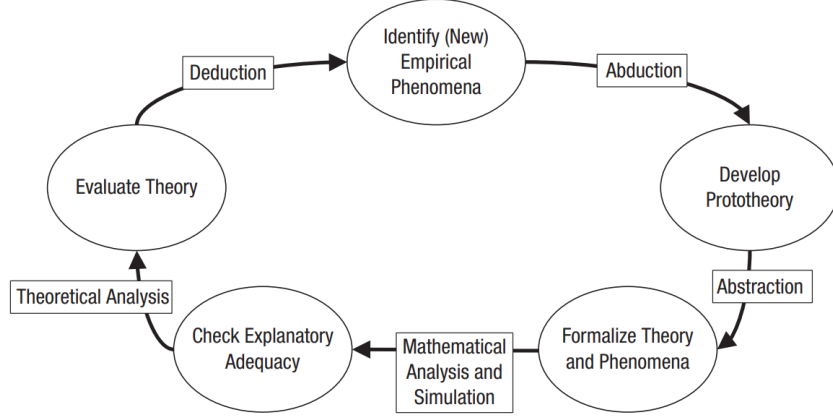 Identify (New)
Empirical
Phenomena
Abduction
Develop
Prototheory
Abstraction
Formalize Theory
and Phenomena
Mathematical
Analysis and
Simulation
Check Explanatory
Adequacy
Theoretical Analysis
Evaluate Theory
Deduction